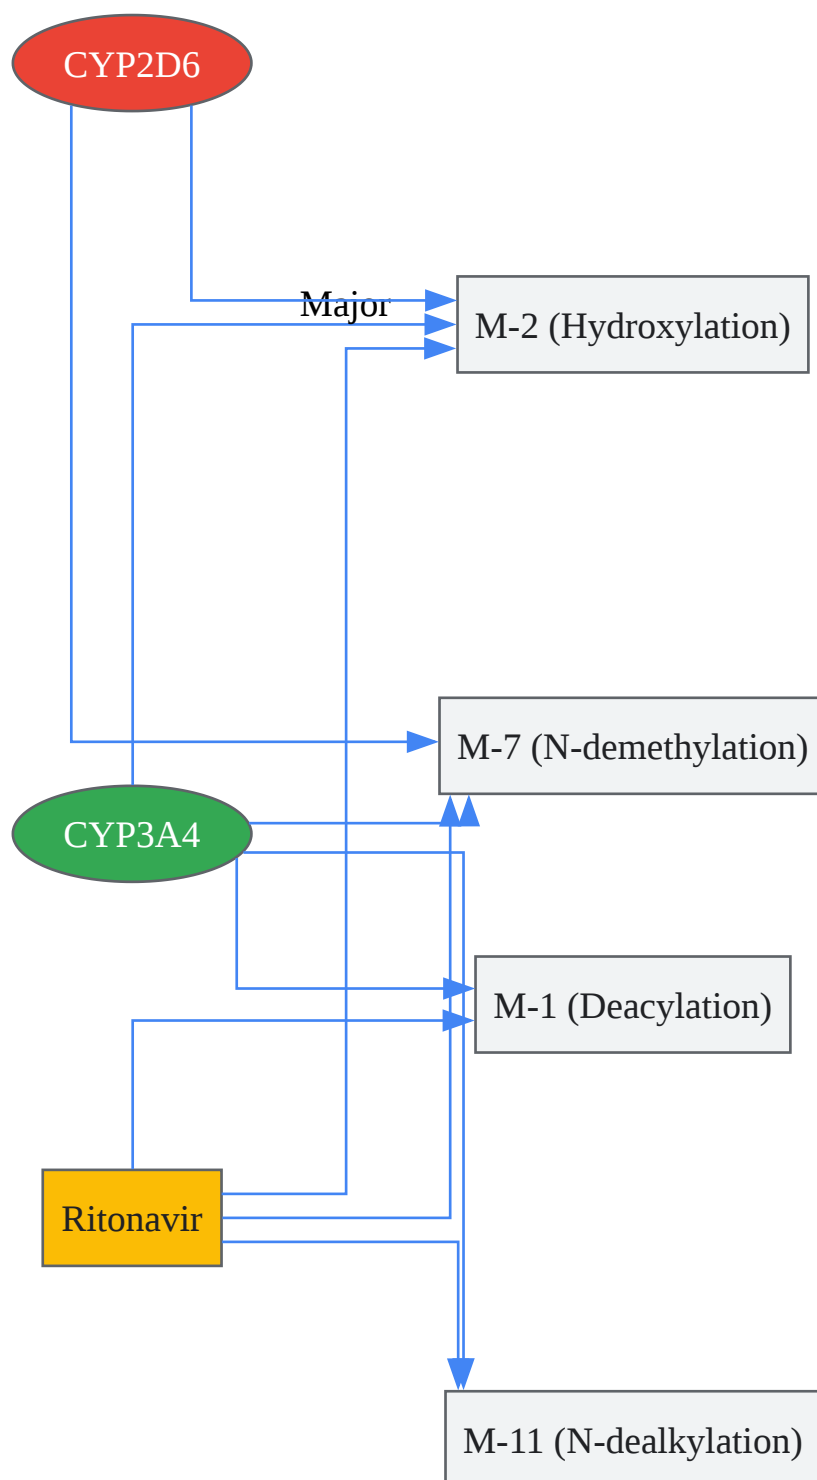 CYP2D6
Major
M-2 (Hydroxylation)
M-7 (N-demethylation)
CYP3A4
M-1 (Deacylation)
Ritonavir
M-11 (N-dealkylation)